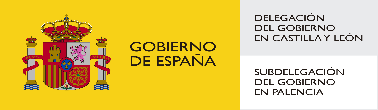 GOBIERNO
DE ESPAÑA
DELEGACIÓN
DEL GOBIERNO
EN CASTILLA Y LEÓN
SUBDELEGACIÓN
DEL GOBIERNO
EN PALENCIA